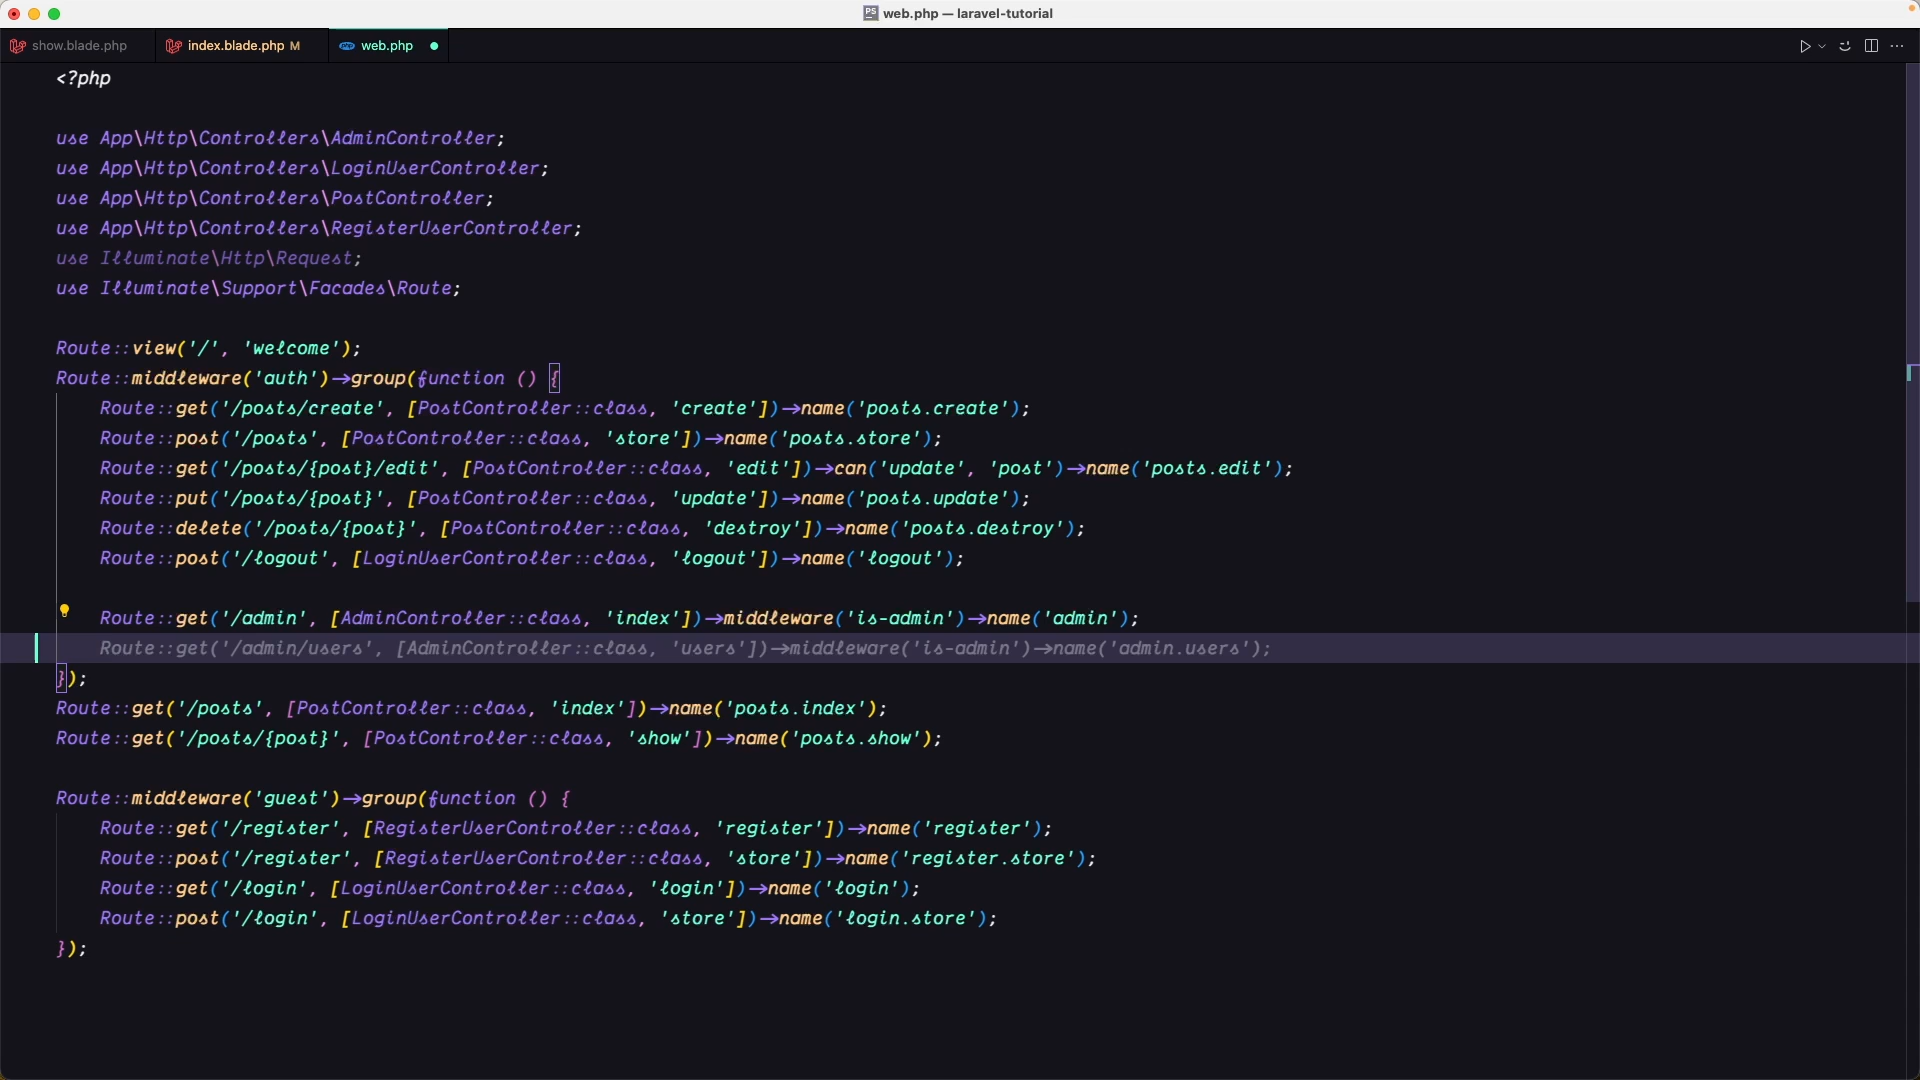 web.php — laravel-tutorial
show.blade.php index.blade.php M web.php
<?php
use App\Http\Controllers\AdminController;
use App\Http\Controllers\LoginUserController;
use App\Http\Controllers\PostController;
use App\Http\Controllers\RegisterUserController;
use Illuminate\Http\Request;
use Illuminate\Support\Facades\Route;
Route::view('/', 'welcome');
Route::middleware('auth')->group(function () {
Route::get('/posts/create', [PostController::class, 'create'])->name('posts.create');
Route::post('/posts', [PostController::class, 'store'])->name('posts.store');
Route::get('/posts/{post}/edit', [PostController::class, 'edit'])->can('update', 'post')->name('posts.edit');
Route::put('/posts/{post}', [PostController::class, 'update'])->name('posts.update');
Route::delete('/posts/{post}', [PostController::class, 'destroy'])->name('posts.destroy');
Route::post('/logout', [LoginUserController::class, 'logout'])->name('logout');
Route::get('/admin', [AdminController::class, 'index'])->middleware('is-admin')->name('admin');
Route::get('/admin/users', [AdminController::class, 'users'])->middleware('is-admin')->name('admin.users');
});
Route::get('/posts', [PostController::class, 'index'])->name('posts.index');
Route::get('/posts/{post}', [PostController::class, 'show'])->name('posts.show');
Route::middleware('guest')->group(function () {
Route::get('/register', [RegisterUserController::class, 'register'])->name('register');
Route::post('/register', [RegisterUserController::class, 'store'])->name('register.store');
Route::get('/login', [LoginUserController::class, 'login'])->name('login');
Route::post('/login', [LoginUserController::class, 'store'])->name('login.store');
});